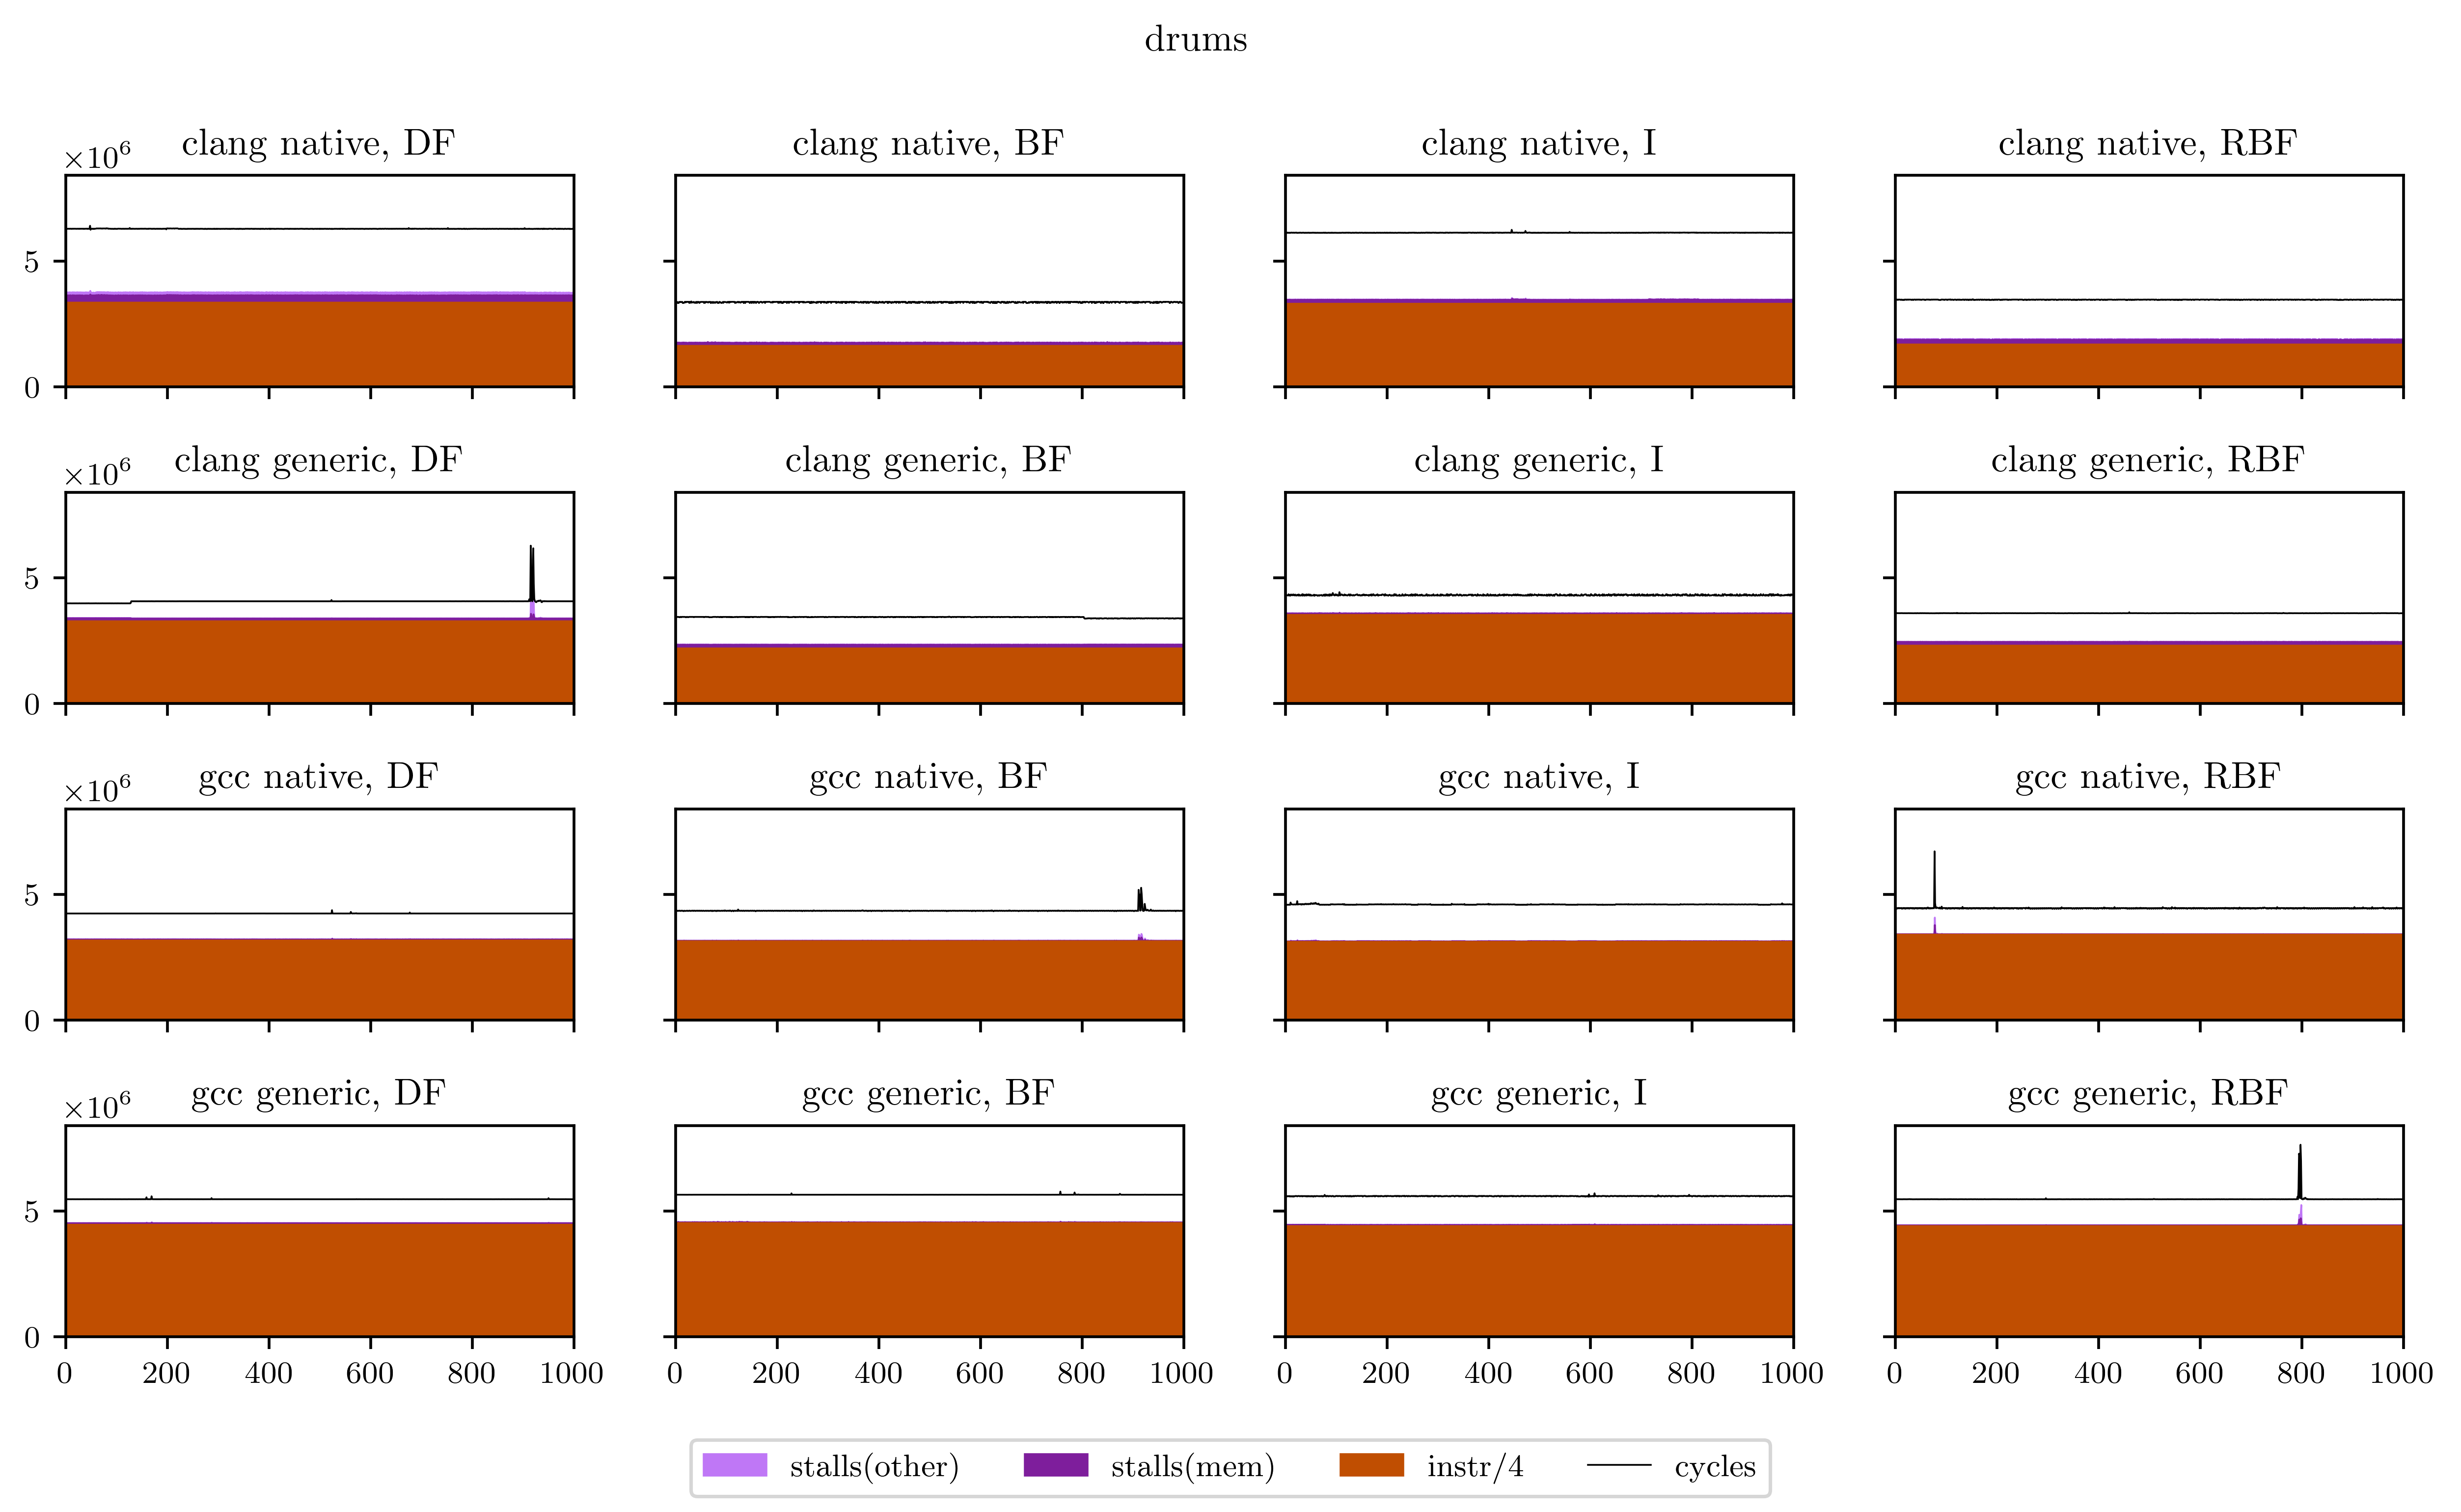 drums
clang native, DF
clang native, BF
clang native, I
clang native, RBF
×10⁶
5
0
clang generic, DF
clang generic, BF
clang generic, I
clang generic, RBF
×10⁶
5
0
gcc native, DF
gcc native, BF
gcc native, I
gcc native, RBF
×10⁶
5
0
gcc generic, DF
gcc generic, BF
gcc generic, I
gcc generic, RBF
×10⁶
5
0
0 200 400 600 800 1000
0 200 400 600 800 1000
0 200 400 600 800 1000
0 200 400 600 800 1000
stalls(other) stalls(mem) instr/4 cycles